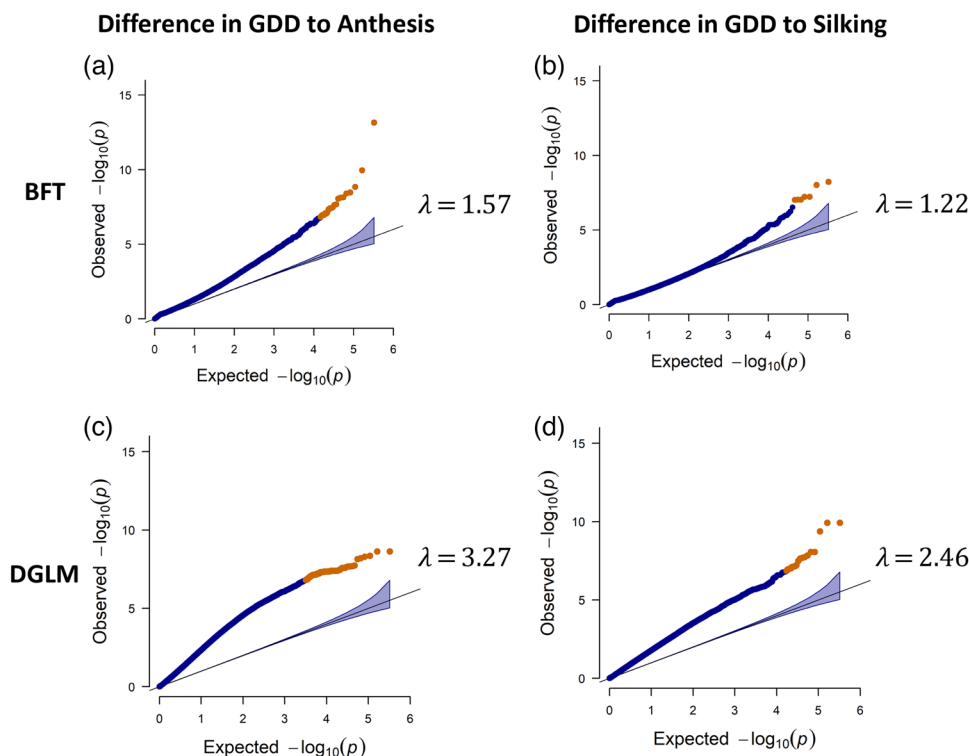 Difference in GDD to Anthesis
Difference in GDD to Silking
(a)
(b)
BFT
Observed −log10(p)
15
10
5
0
0 1 2 3 4 5 6
Expected −log10(p)
λ = 1.57
Observed −log10(p)
15
10
5
0
0 1 2 3 4 5 6
Expected −log10(p)
λ = 1.22
(c)
(d)
DGLM
Observed −log10(p)
15
10
5
0
0 1 2 3 4 5 6
Expected −log10(p)
λ = 3.27
Observed −log10(p)
15
10
5
0
0 1 2 3 4 5 6
Expected −log10(p)
λ = 2.46